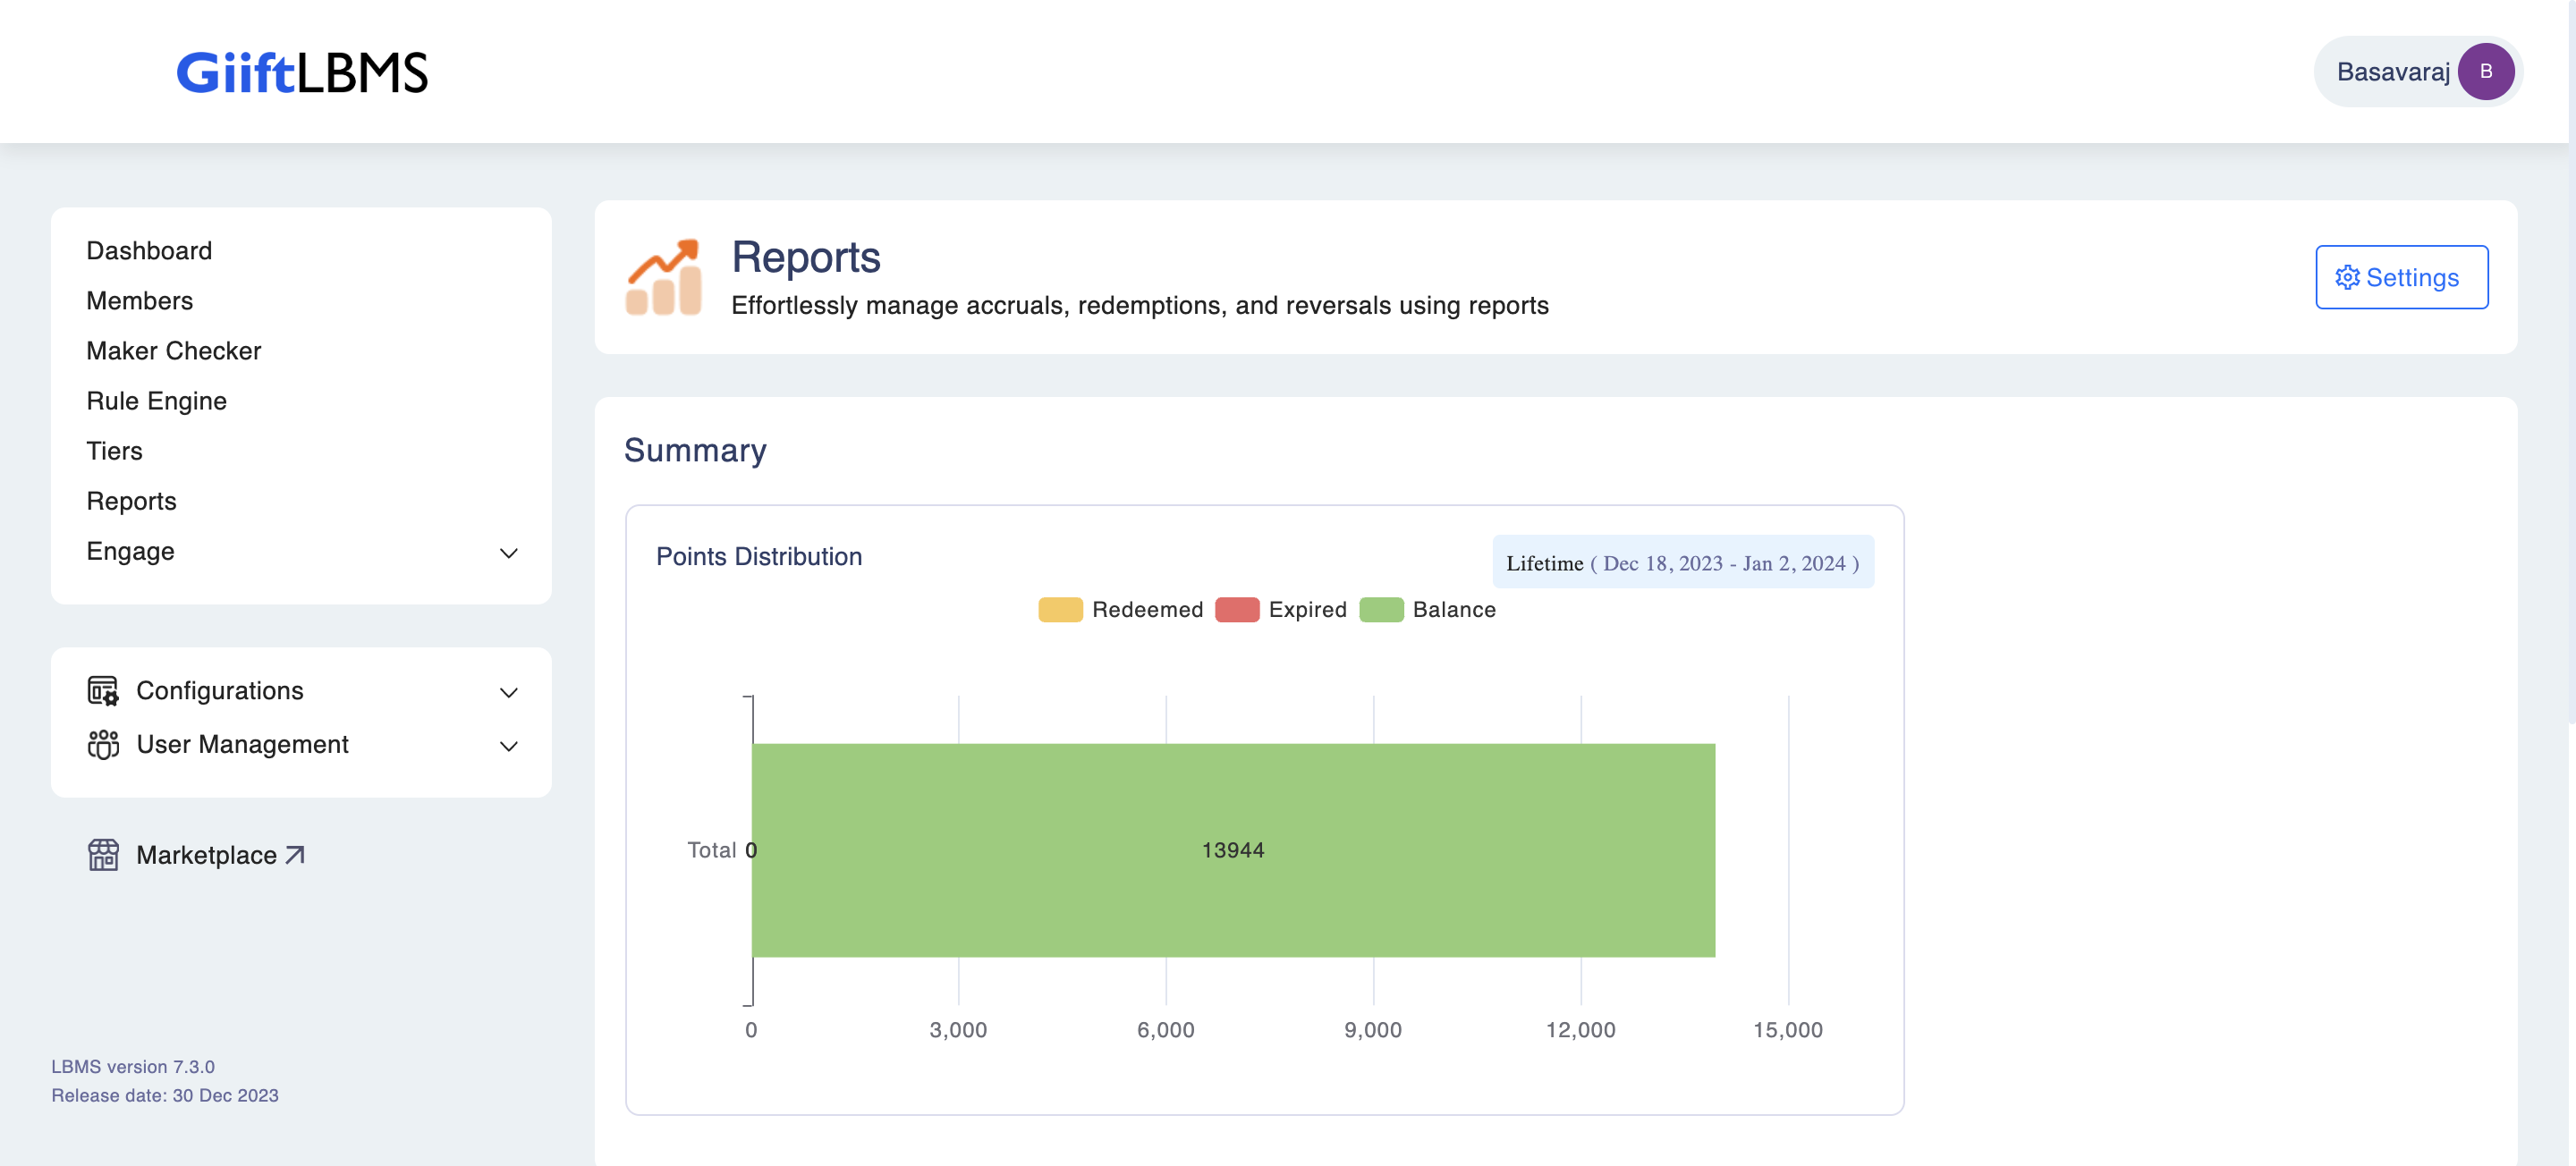 GiiftLBMS
Basavaraj B
Dashboard
Members
Maker Checker
Rule Engine
Tiers
Reports
Engage
Configurations
User Management
Marketplace
LBMS version 7.3.0
Release date: 30 Dec 2023
Reports
Effortlessly manage accruals, redemptions, and reversals using reports
Settings
Summary
Points Distribution
Lifetime ( Dec 18, 2023 - Jan 2, 2024 )
Redeemed Expired Balance
Total 0 13944
0 3,000 6,000 9,000 12,000 15,000